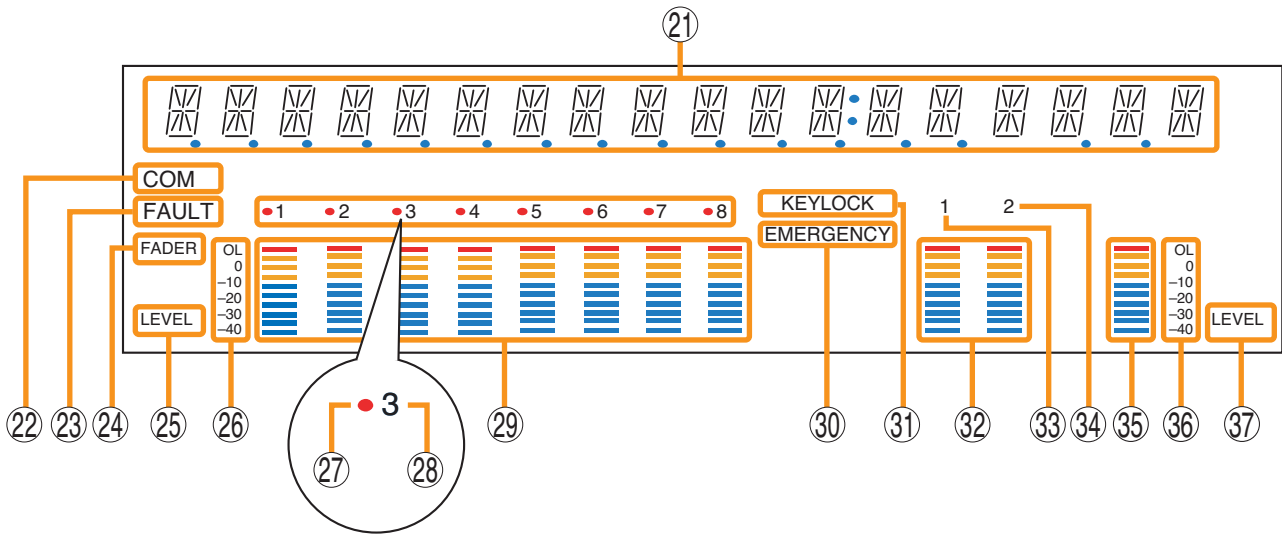 ㉑
COM
FAULT
1 2 3 4 5 6 7 8
KEYLOCK
1 2
FADER
EMERGENCY
OL
0
–10
–20
–30
–40
LEVEL
OL
0
–10
–20
–30
–40
LEVEL
3
㉒ ㉓ ㉔ ㉕ ㉖ ㉙ ㉚ ㉛ ㉜ ㉝ ㉞ ㉟ ㊱ ㊲
㉗ ㉘